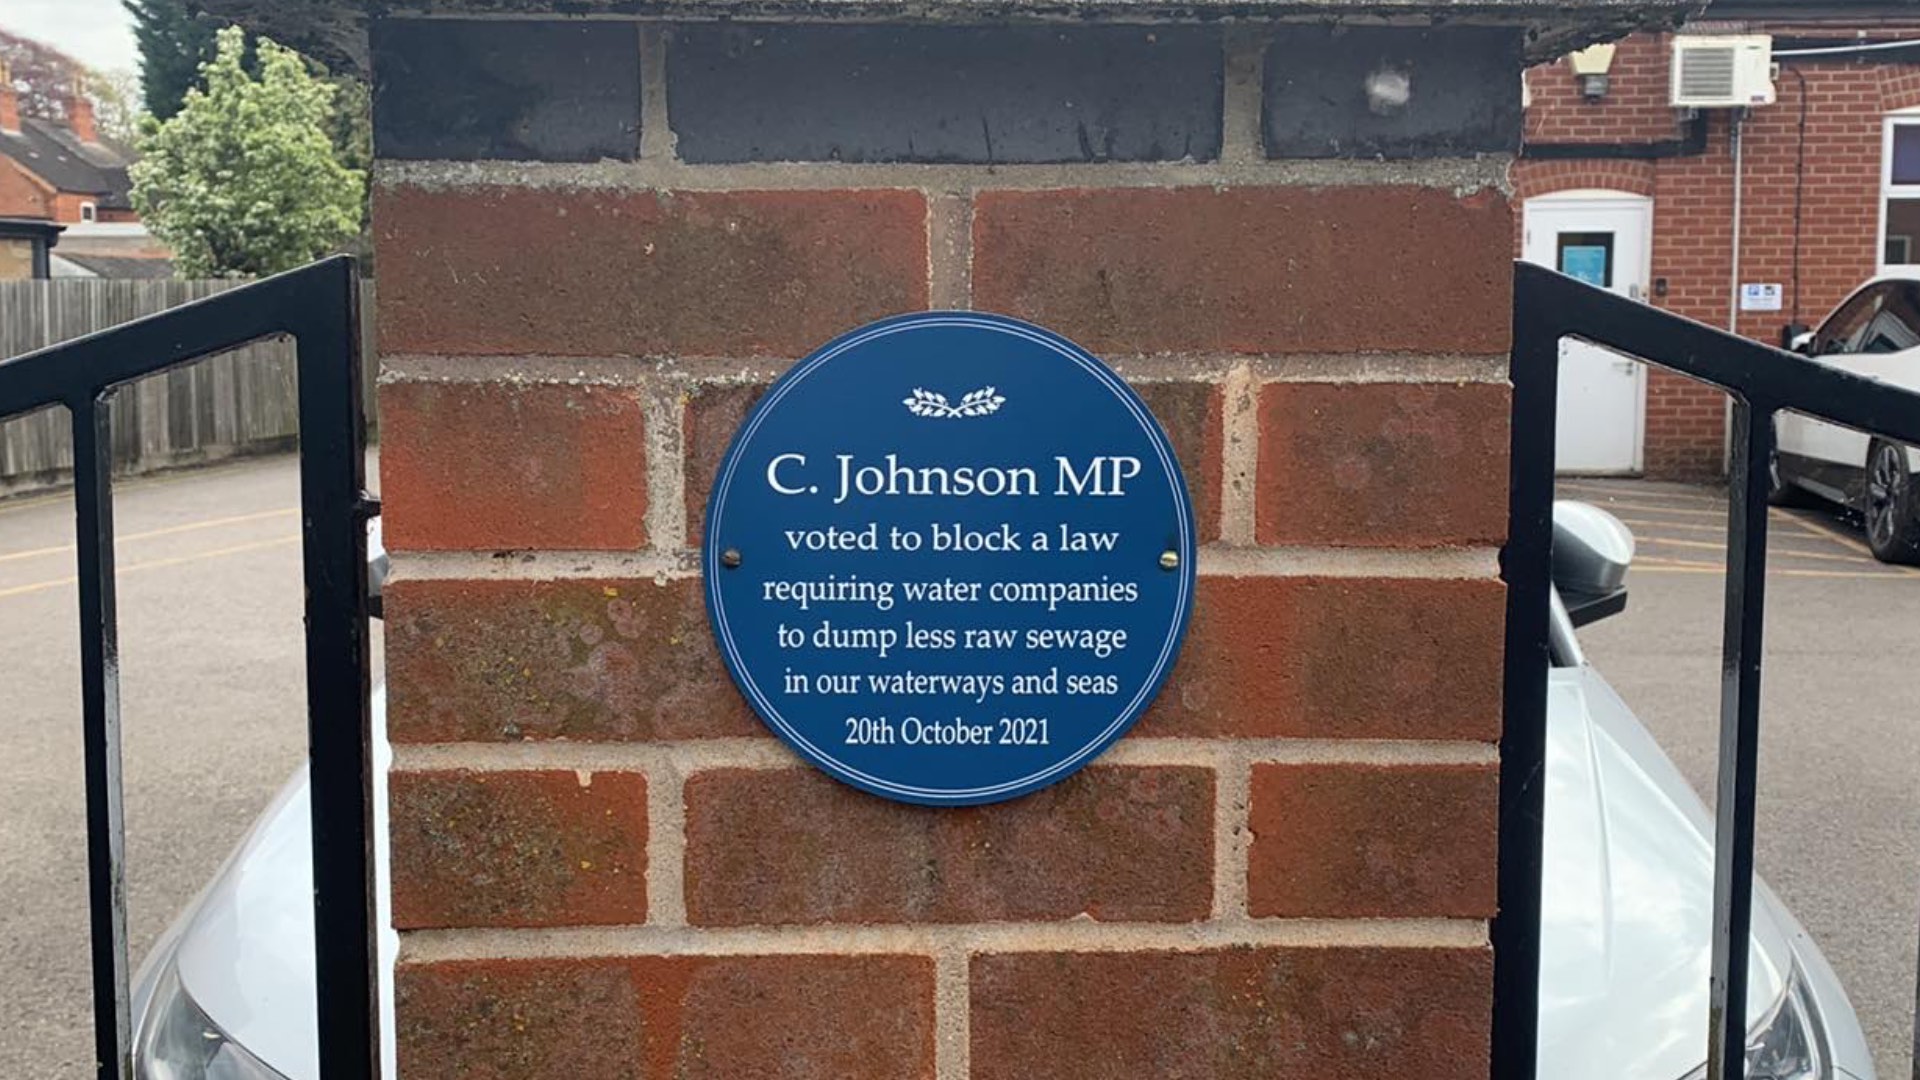 C. Johnson MP
voted to block a law
requiring water companies
to dump less raw sewage
in our waterways and seas
20th October 2021